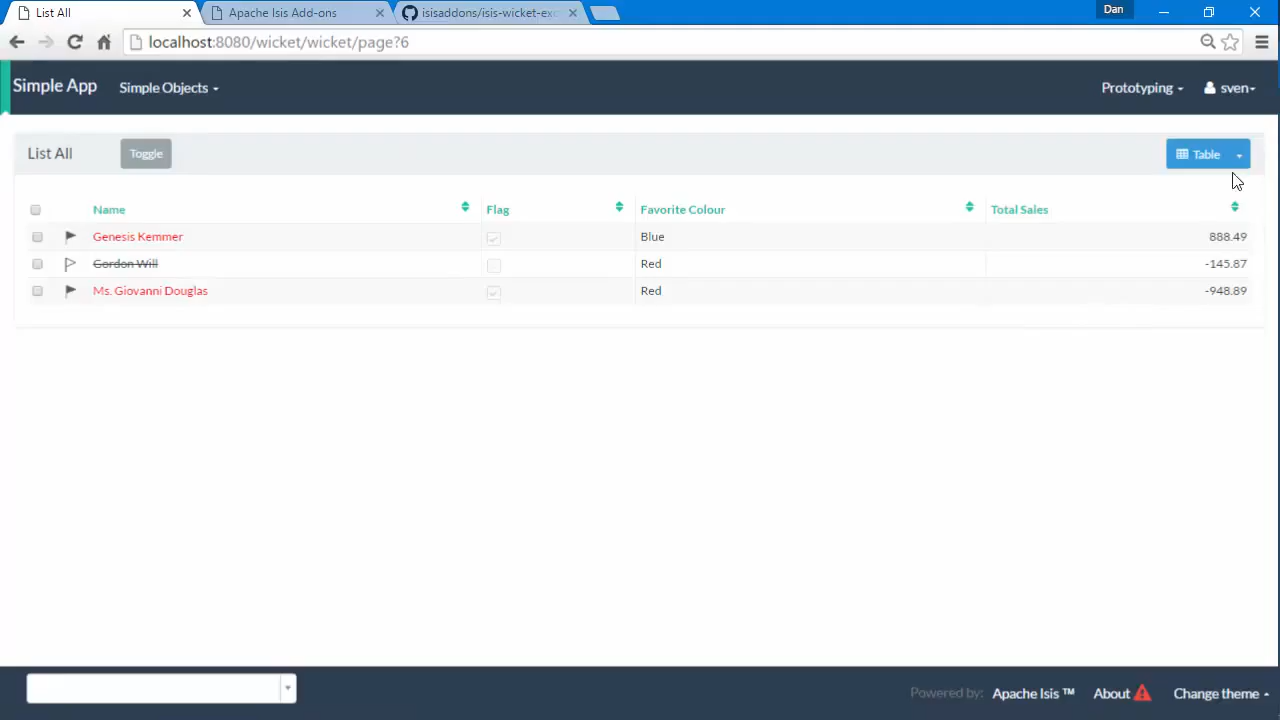 List All
Apache Isis Add-ons
isisaddons/isis-wicket-exc
Dan
localhost:8080/wicket/wicket/page?6
Simple App
Simple Objects
Prototyping
sven
List All
Toggle
Table
Name
Flag
Favorite Colour
Total Sales
Genesis Kemmer
Blue
888.49
Gordon Will
Red
-145.87
Ms. Giovanni Douglas
Red
-948.89
Powered by:
Apache Isis ™
About
Change theme